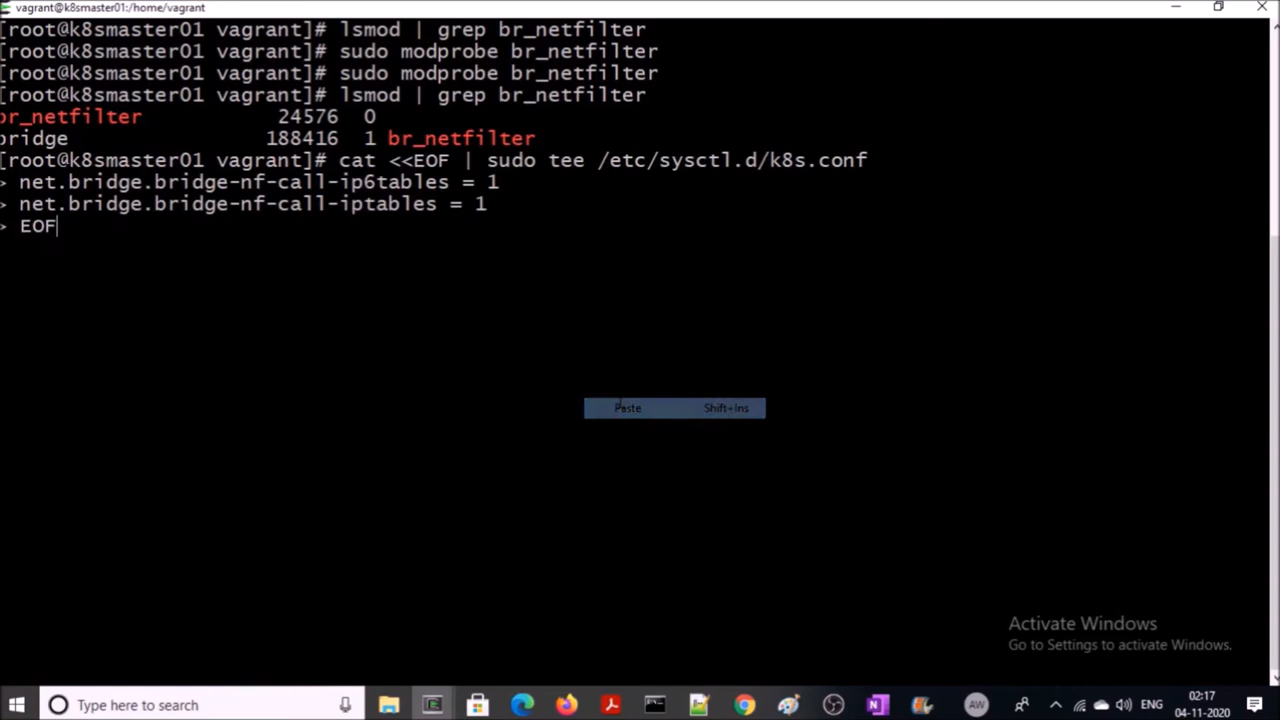 vagrant@k8smaster01:/home/vagrant
[root@k8smaster01 vagrant]# lsmod | grep br_netfilter
[root@k8smaster01 vagrant]# sudo modprobe br_netfilter
[root@k8smaster01 vagrant]# sudo modprobe br_netfilter
[root@k8smaster01 vagrant]# lsmod | grep br_netfilter
br_netfilter 24576 0
bridge 188416 1 br_netfilter
[root@k8smaster01 vagrant]# cat <<EOF | sudo tee /etc/sysctl.d/k8s.conf
> net.bridge.bridge-nf-call-ip6tables = 1
> net.bridge.bridge-nf-call-iptables = 1
> EOF
Paste Shift+Ins
Activate Windows
Go to Settings to activate Windows.
Type here to search
AW
ENG
02:17
04-11-2020